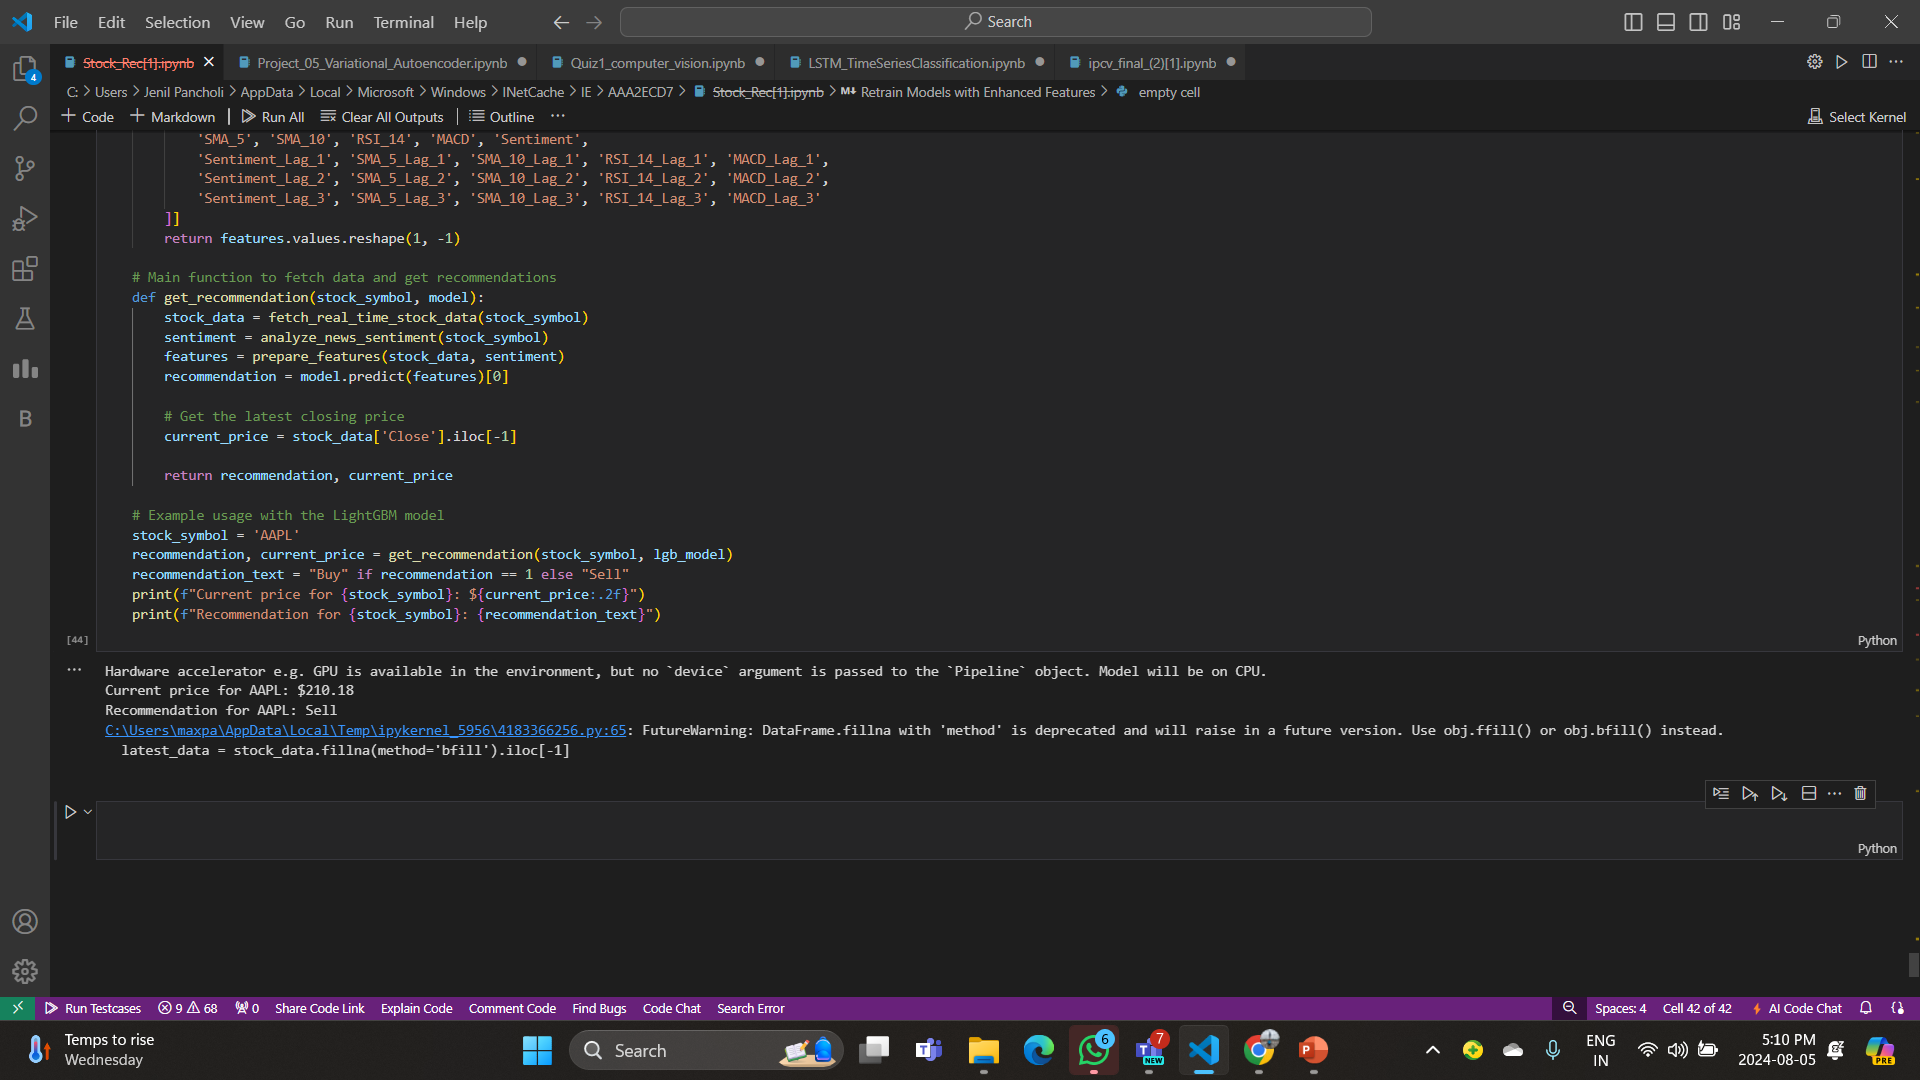 File Edit Selection View Go Run Terminal Help
Search
Stock_Rec[1].ipynb Project_05_Variational_Autoencoder.ipynb Quiz1_computer_vision.ipynb LSTM_TimeSeriesClassification.ipynb ipcv_final_(2)[1].ipynb
C: > Users > Jenil Pancholi > AppData > Local > Microsoft > Windows > INetCache > IE > AAA2ECD7 > Stock_Rec[1].ipynb > M↓ Retrain Models with Enhanced Features > empty cell
+ Code + Markdown Run All Clear All Outputs Outline ... Select Kernel
'SMA_5', 'SMA_10', 'RSI_14', 'MACD', 'Sentiment',
'Sentiment_Lag_1', 'SMA_5_Lag_1', 'SMA_10_Lag_1', 'RSI_14_Lag_1', 'MACD_Lag_1',
'Sentiment_Lag_2', 'SMA_5_Lag_2', 'SMA_10_Lag_2', 'RSI_14_Lag_2', 'MACD_Lag_2',
'Sentiment_Lag_3', 'SMA_5_Lag_3', 'SMA_10_Lag_3', 'RSI_14_Lag_3', 'MACD_Lag_3'
]]
return features.values.reshape(1, -1)
# Main function to fetch data and get recommendations
def get_recommendation(stock_symbol, model):
stock_data = fetch_real_time_stock_data(stock_symbol)
sentiment = analyze_news_sentiment(stock_symbol)
features = prepare_features(stock_data, sentiment)
recommendation = model.predict(features)[0]
# Get the latest closing price
current_price = stock_data['Close'].iloc[-1]
return recommendation, current_price
# Example usage with the LightGBM model
stock_symbol = 'AAPL'
recommendation, current_price = get_recommendation(stock_symbol, lgb_model)
recommendation_text = "Buy" if recommendation == 1 else "Sell"
print(f"Current price for {stock_symbol}: ${current_price:.2f}")
print(f"Recommendation for {stock_symbol}: {recommendation_text}")
[44] Python
... Hardware accelerator e.g. GPU is available in the environment, but no `device` argument is passed to the `Pipeline` object. Model will be on CPU.
Current price for AAPL: $210.18
Recommendation for AAPL: Sell
C:\Users\maxpa\AppData\Local\Temp\ipykernel_5956\4183366256.py:65: FutureWarning: DataFrame.fillna with 'method' is deprecated and will raise in a future version. Use obj.ffill() or obj.bfill() instead.
latest_data = stock_data.fillna(method='bfill').iloc[-1]
Python
Run Testcases 9 68 0 Share Code Link Explain Code Comment Code Find Bugs Code Chat Search Error Spaces: 4 Cell 42 of 42 AI Code Chat
Temps to rise
Wednesday
Search
6
7
NEW
ENG
IN
5:10 PM
2024-08-05
PRE
4
B